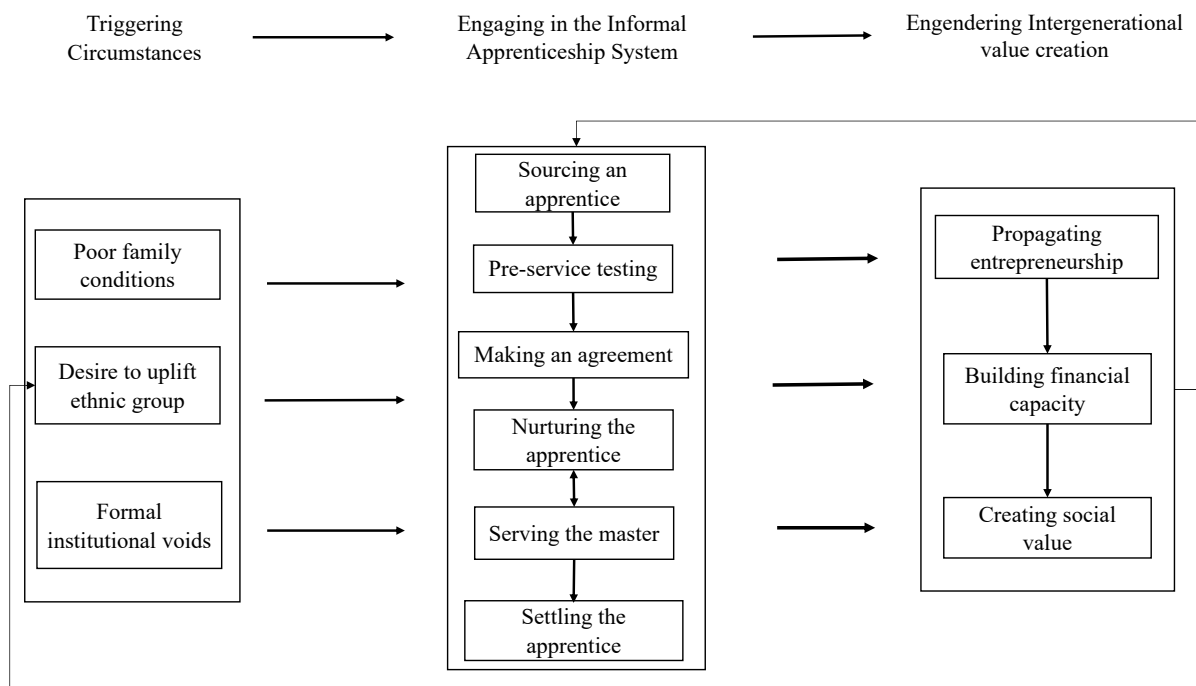 Triggering
Circumstances
Engaging in the Informal
Apprenticeship System
Engendering Intergenerational
value creation
Poor family
conditions
Desire to uplift
ethnic group
Formal
institutional voids
Sourcing an
apprentice
Pre-service testing
Making an agreement
Nurturing the
apprentice
Serving the master
Settling the
apprentice
Propagating
entrepreneurship
Building financial
capacity
Creating social
value